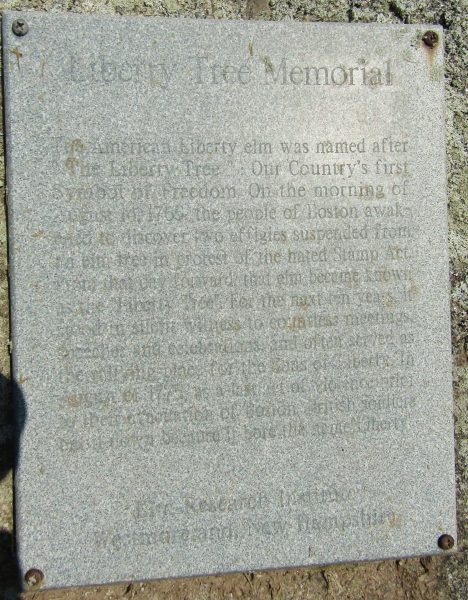 Liberty Tree Memorial
The American Liberty elm was named after
"The Liberty Tree": Our Country's first
Symbol of Freedom. On the morning of
August 14, 1765, the people of Boston awak-
ened to discover two effigies suspended from
an elm tree in protest of the hated Stamp Act.
From that day forward, that elm became known
as the "Liberty Tree". For the next ten years, it
stood in silent witness to countless meetings,
speeches and celebrations, and often served as
the rallying place for the Sons of Liberty. In
August of 1775, as a last act of violence prior
to their evacuation of Boston, British soldiers
cut it down because it bore the name Liberty.
Elm Research Institute
Westmoreland, New Hampshire